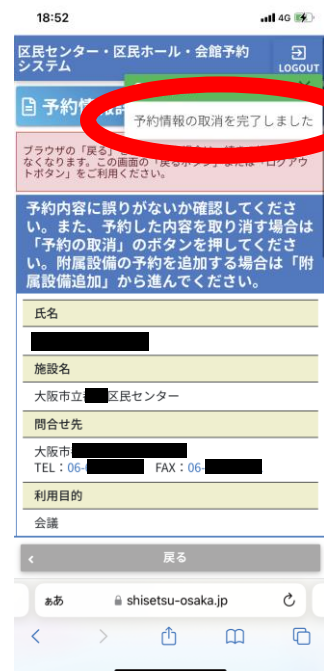 18:52
4G
区民センター・区民ホール・会館予約
システム
LOGOUT
予約情
予約情報の取消を完了しました
ブラウザの「戻る」
なくなります。この画面の「戻るボタン」または「ログアウ
トボタン」をご利用ください。
予約内容に誤りがないか確認してくださ
い。また、予約した内容を取り消す場合は
「予約の取消」のボタンを押してくださ
い。附属設備の予約を追加する場合は「附
属設備追加」から進んでください。
氏名
施設名
大阪市立 区民センター
問合せ先
大阪市
TEL：06- FAX：06-
利用目的
会議
戻る
ぁあ shisetsu-osaka.jp